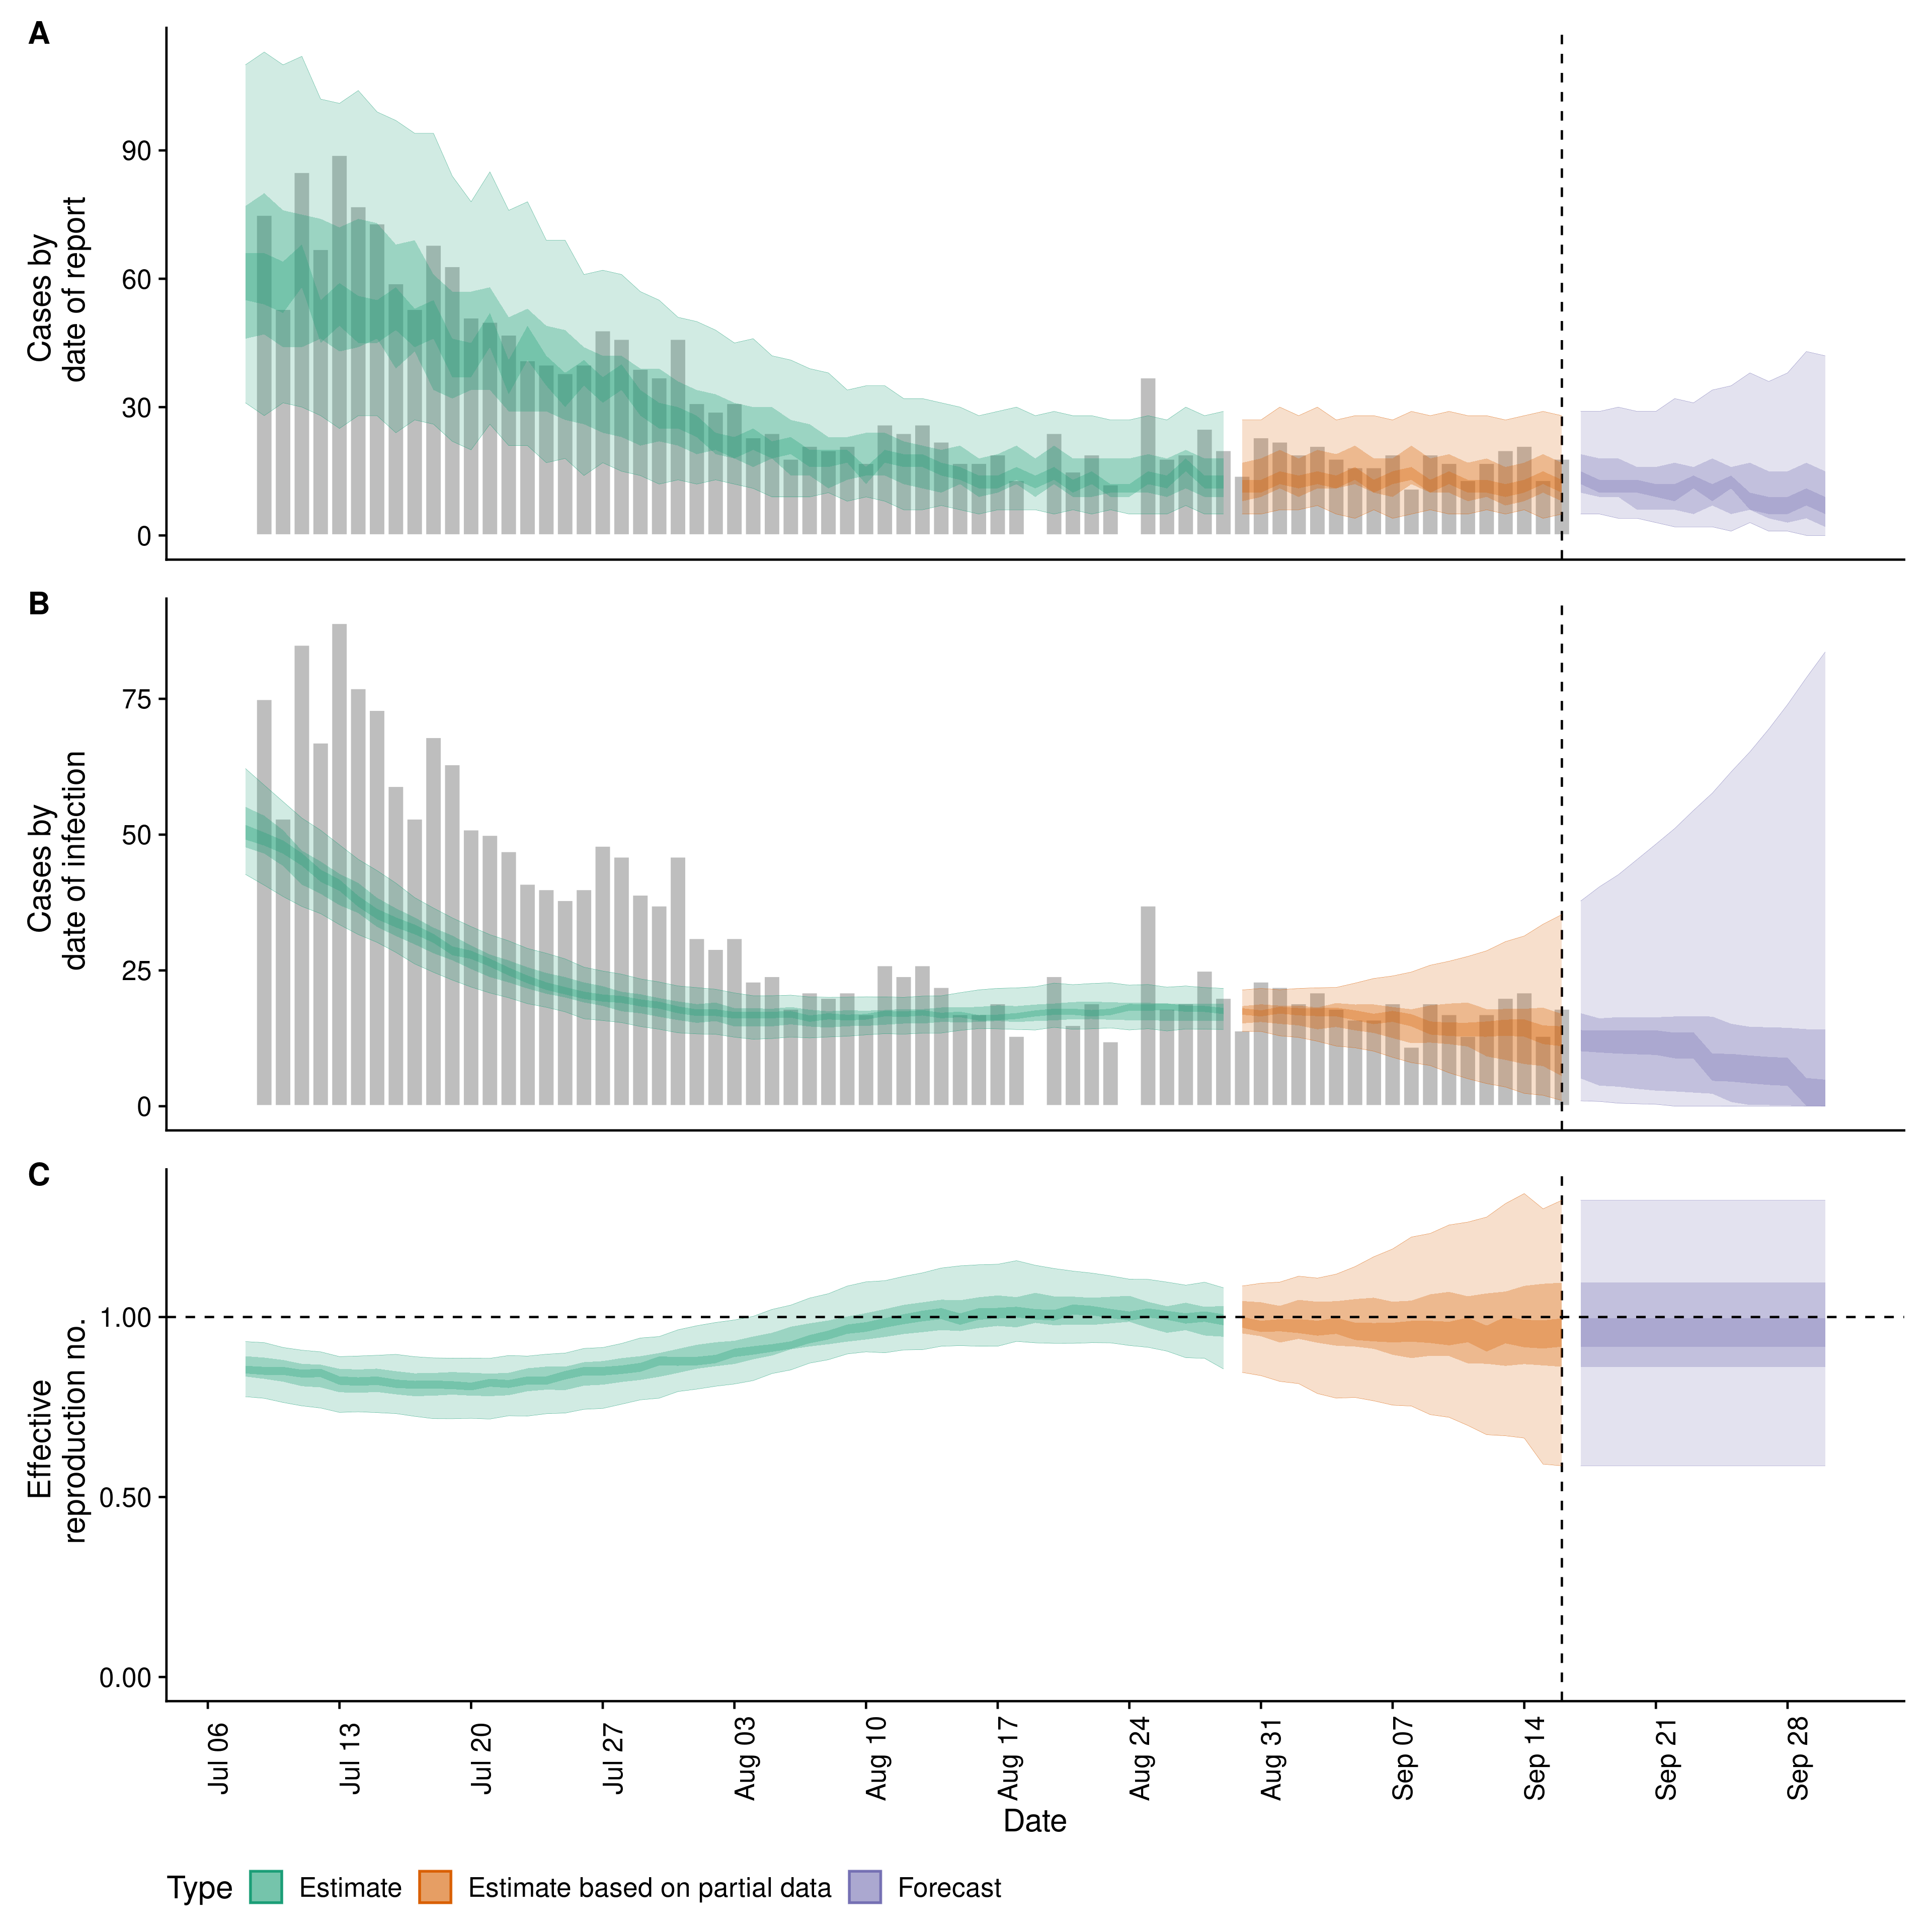 A
Cases by
date of report
90
60
30
0
B
Cases by
date of infection
75
50
25
0
C
Effective
reproduction no.
1.00
0.50
0.00
Jul 06
Jul 13
Jul 20
Jul 27
Aug 03
Aug 10
Aug 17
Aug 24
Aug 31
Sep 07
Sep 14
Sep 21
Sep 28
Date
Type Estimate Estimate based on partial data Forecast